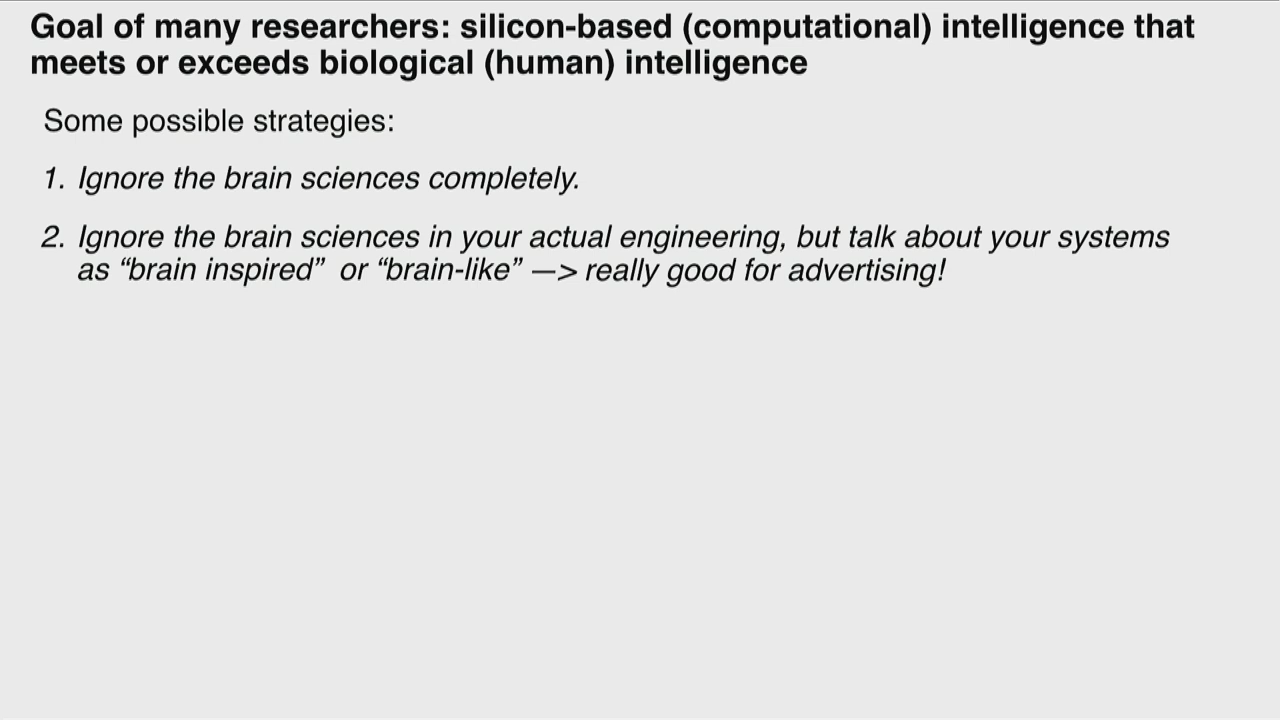 Goal of many researchers: silicon-based (computational) intelligence that
meets or exceeds biological (human) intelligence
Some possible strategies:
1. Ignore the brain sciences completely.
2. Ignore the brain sciences in your actual engineering, but talk about your systems
as “brain inspired” or “brain-like” —> really good for advertising!